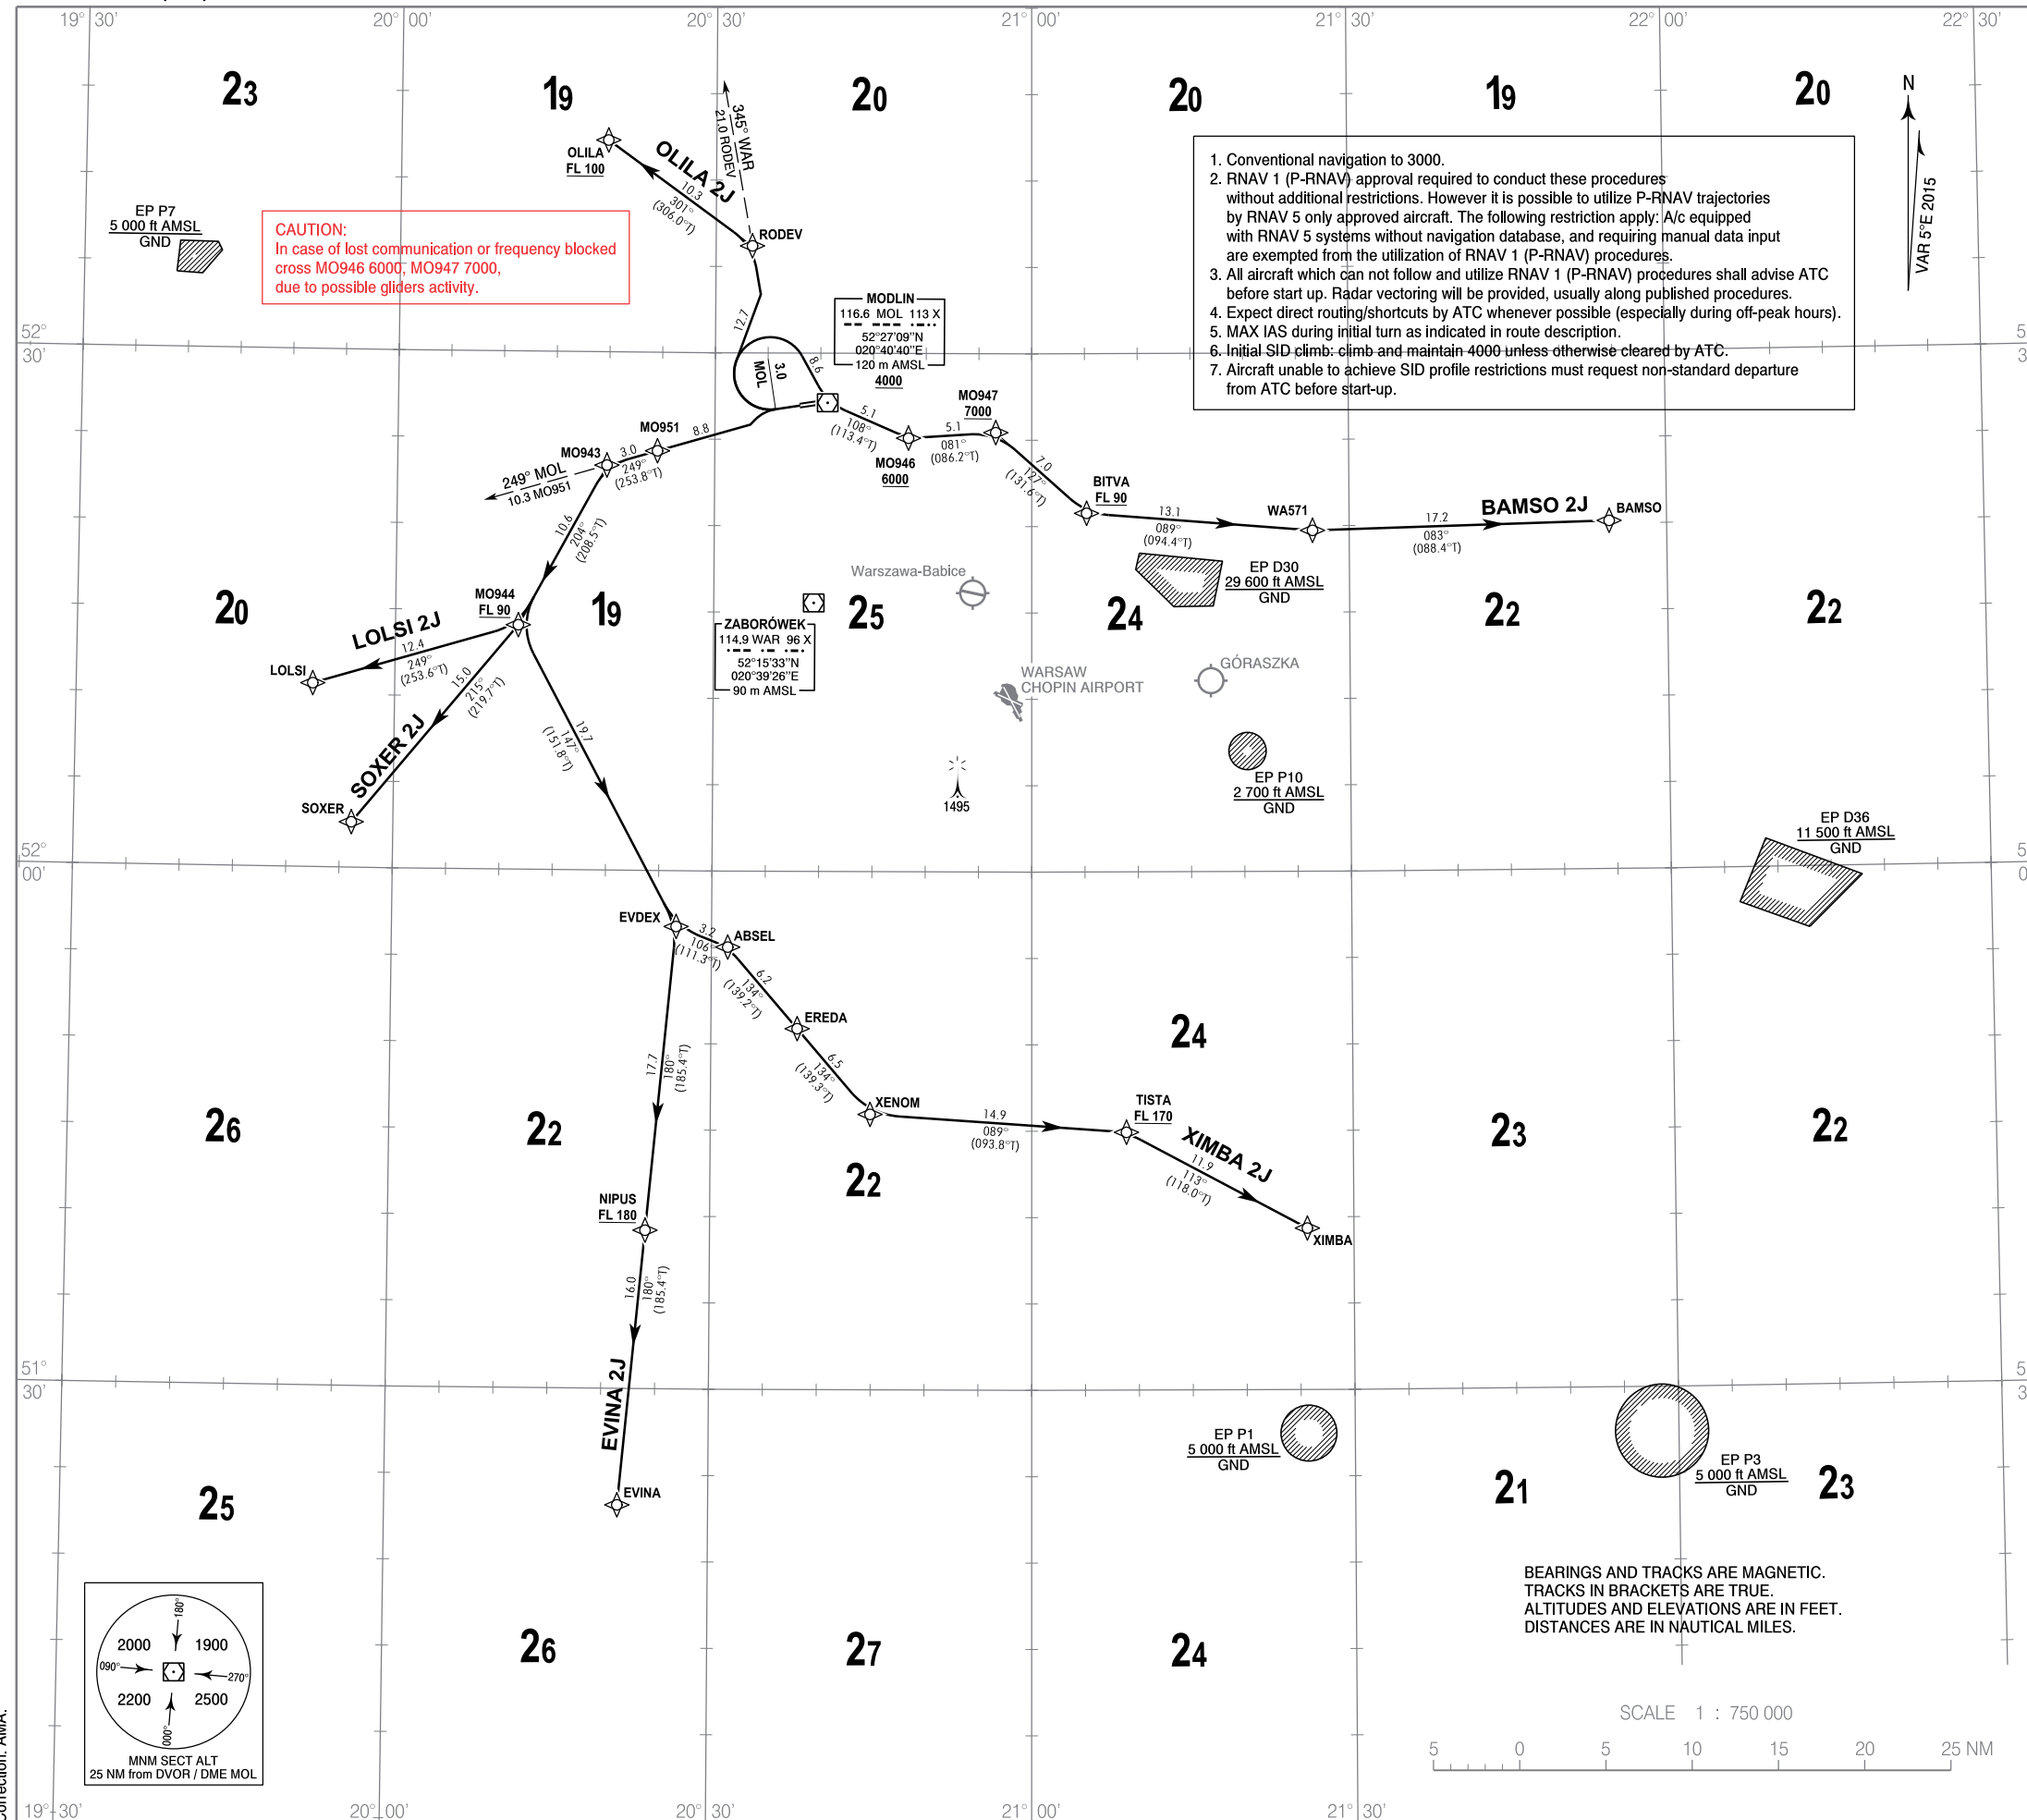 19° 30'
20° 00'
20° 30'
21° 00'
21° 30'
22° 00'
22° 30'
23
19
20
20
19
20
N
VAR 5°E 2015
345° WAR
21.0 RODEV
OLILA
FL 100
OLILA 2J
10.3
301°
(306.0°T)
RODEV
EP P7
5 000 ft AMSL
GND
CAUTION:
In case of lost communication or frequency blocked
cross MO946 6000, MO947 7000,
due to possible gliders activity.
1. Conventional navigation to 3000.
2. RNAV 1 (P-RNAV) approval required to conduct these procedures
without additional restrictions. However it is possible to utilize P-RNAV trajectories
by RNAV 5 only approved aircraft. The following restriction apply: A/c equipped
with RNAV 5 systems without navigation database, and requiring manual data input
are exempted from the utilization of RNAV 1 (P-RNAV) procedures.
3. All aircraft which can not follow and utilize RNAV 1 (P-RNAV) procedures shall advise ATC
before start up. Radar vectoring will be provided, usually along published procedures.
4. Expect direct routing/shortcuts by ATC whenever possible (especially during off-peak hours).
5. MAX IAS during initial turn as indicated in route description.
6. Initial SID climb: climb and maintain 4000 unless otherwise cleared by ATC.
7. Aircraft unable to achieve SID profile restrictions must request non-standard departure
from ATC before start-up.
12.7
MODLIN
116.6 MOL 113 X
52°27'09"N
020°40'40"E
120 m AMSL
4000
52°
30'
5
3
3.0
MOL
8.6
MO947
7000
5.1
108°
(113.4°T)
5.1
081°
(086.2°T)
MO946
6000
7.0
127°
(131.6°T)
MO951
8.8
MO943
3.0
249°
(253.8°T)
249° MOL
10.3 MO951
BITVA
FL 90
13.1
089°
(094.4°T)
WA571
17.2
083°
(088.4°T)
BAMSO 2J
BAMSO
10.6
204°
(208.5°T)
Warszawa-Babice
EP D30
29 600 ft AMSL
GND
MO944
FL 90
20
19
25
24
22
22
LOLSI 2J
12.4
249°
(253.6°T)
LOLSI
ZABORÓWEK
114.9 WAR 96 X
52°15'33"N
020°39'26"E
90 m AMSL
15.0
215°
(219.7°T)
SOXER 2J
SOXER
WARSAW
CHOPIN AIRPORT
GÓRASZKA
19.7
147°
(151.8°T)
EP P10
2 700 ft AMSL
GND
1495
EP D36
11 500 ft AMSL
GND
52°
00'
5
0
EVDEX
3.2
106°
(111.3°T)
ABSEL
6.2
134°
(139.2°T)
EREDA
6.5
134°
(139.3°T)
XENOM
17.7
180°
(185.4°T)
14.9
089°
(093.8°T)
TISTA
FL 170
XIMBA 2J
11.9
113°
(118.0°T)
XIMBA
24
26
22
22
23
22
NIPUS
FL 180
16.0
180°
(185.4°T)
EVINA 2J
EVINA
51°
30'
5
3
EP P1
5 000 ft AMSL
GND
EP P3
5 000 ft AMSL
GND
25
21
23
BEARINGS AND TRACKS ARE MAGNETIC.
TRACKS IN BRACKETS ARE TRUE.
ALTITUDES AND ELEVATIONS ARE IN FEET.
DISTANCES ARE IN NAUTICAL MILES.
26
27
24
180°
2000
1900
090°
270°
2200
2500
000°
MNM SECT ALT
25 NM from DVOR / DME MOL
SCALE 1 : 750 000
5 0 5 10 15 20 25 NM
Correction: AMA.
19° 30'
20° 00'
20° 30'
21° 00'
21° 30'